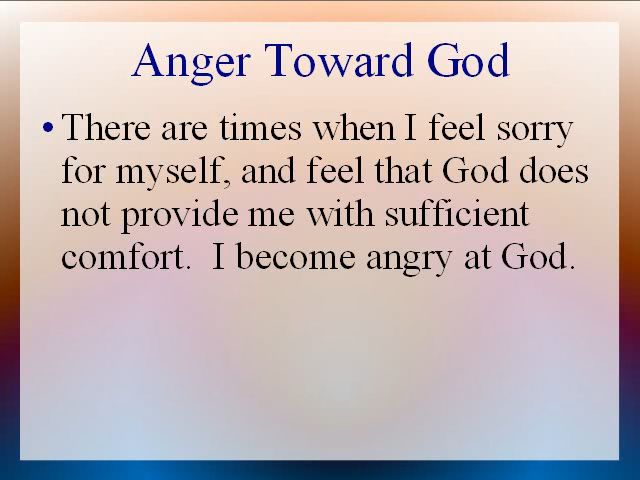 Anger Toward God
• There are times when I feel sorry
for myself, and feel that God does
not provide me with sufficient
comfort.  I become angry at God.